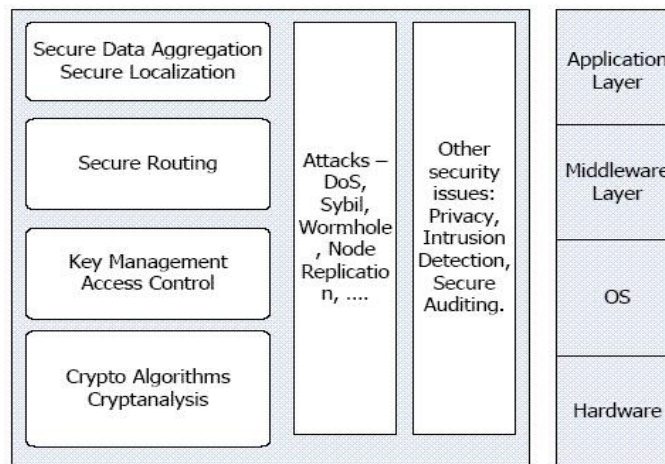 Secure Data Aggregation
Secure Localization
Secure Routing
Key Management
Access Control
Crypto Algorithms
Cryptanalysis
Attacks –
DoS,
Sybil,
Wormhole
, Node
Replicatio
n, ....
Other
security
issues:
Privacy,
Intrusion
Detection,
Secure
Auditing.
Application
Layer
Middleware
Layer
OS
Hardware